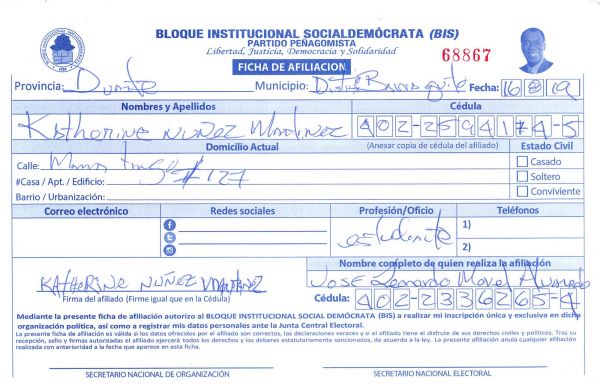 BLOQUE INSTITUCIONAL SOCIALDEMÓCRATA (BIS)
PARTIDO PEÑAGOMISTA
Libertad, Justicia, Democracia y Solidaridad
68867
FICHA DE AFILIACION
Provincia: Duarte Municipio: Fecha: 16 8 19
Nombres y Apellidos Cédula
Katherine Nuñez Martinez 402-2594174-5
Domicilio Actual (Anexar copia de cédula del afiliado) Estado Civil
Calle: # 127 Casado
#Casa / Apt. / Edificio: Soltero
Barrio / Urbanización: Conviviente
Correo electrónico Redes sociales Profesión/Oficio Teléfonos
estudiante 1)
2)
Nombre completo de quien realiza la afiliación
Katherine Nuñez Martinez Jose Leonardo
Firma del afiliado (Firme igual que en la Cédula) Cédula: 402-2336265-4
Mediante la presente ficha de afiliación autorizo al BLOQUE INSTITUCIONAL SOCIAL DEMÓCRATA (BIS) a realizar mi inscripción única y exclusiva en dicha
organización política, así como a registrar mis datos personales ante la Junta Central Electoral.
La presente ficha de afiliación es válida si los datos ofrecidos por el afiliado son correctos, las declaraciones veraces y si el afiliado tiene el disfrute de sus derechos civiles y políticos. Tras su
recepción, sello y firmas autorizadas el afiliado ejercerá todos los derechos y los deberes estatutariamente sancionados, de acuerdo a la ley. La presente afiliación anula cualquier afiliación
realizada con anterioridad a la fecha que aparece en esta ficha.
SECRETARIO NACIONAL DE ORGANIZACIÓN SECRETARIO NACIONAL ELECTORAL